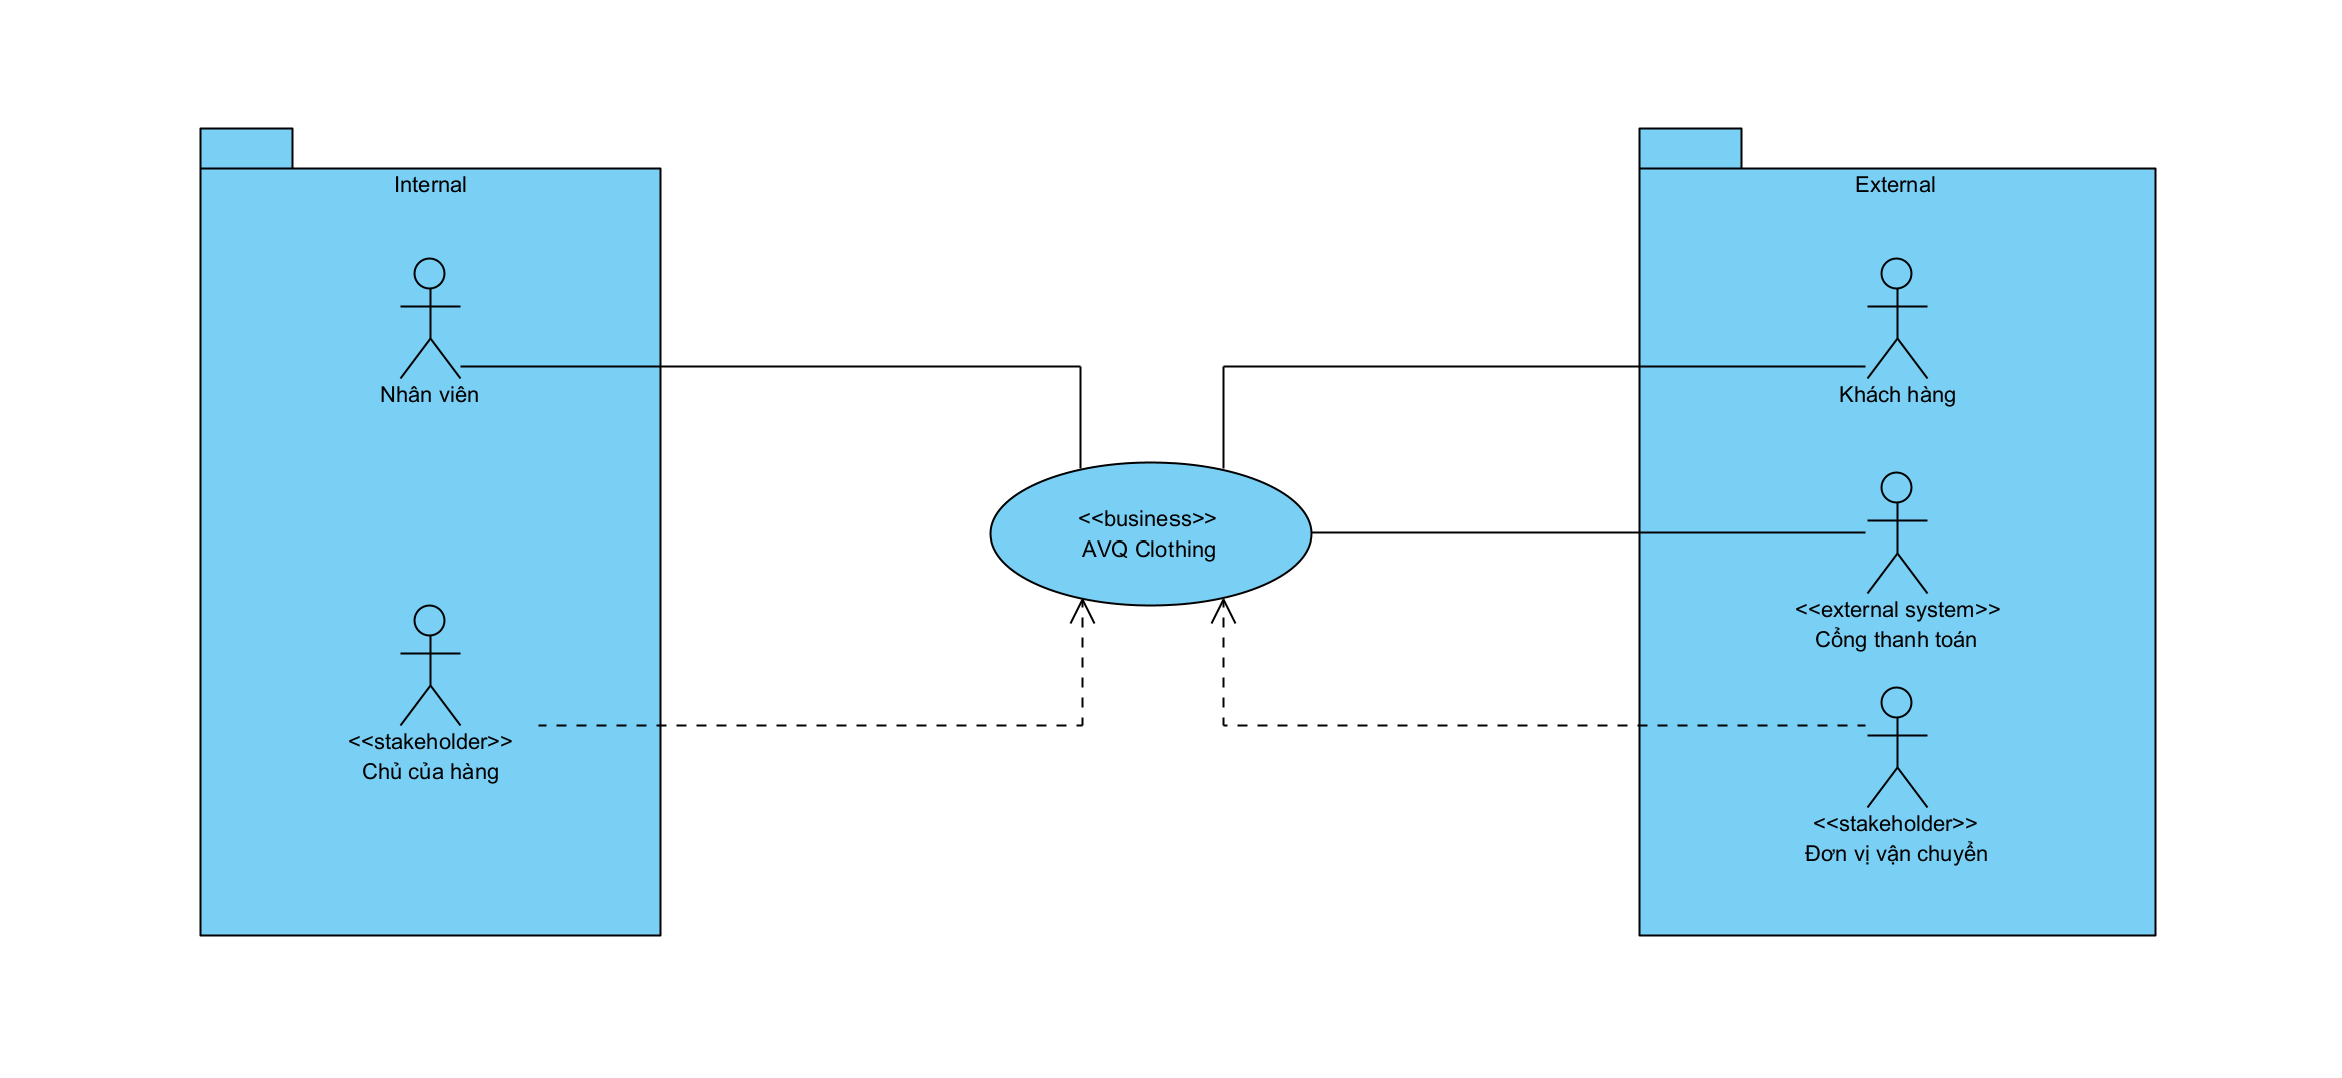 Internal
Nhân viên
<<stakeholder>>
Chủ của hàng
<<business>>
AVQ Clothing
External
Khách hàng
<<external system>>
Cổng thanh toán
<<stakeholder>>
Đơn vị vận chuyển